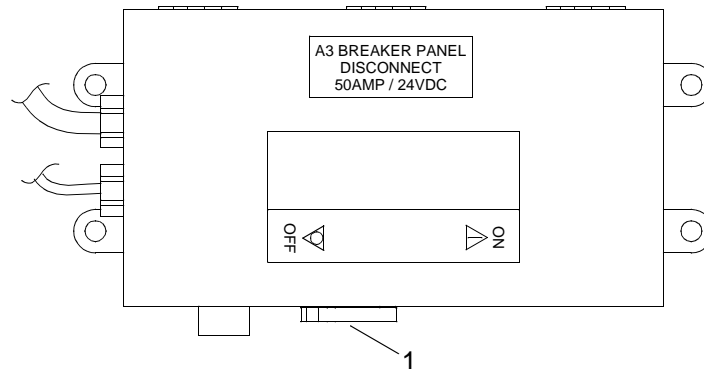 A3 BREAKER PANEL
DISCONNECT
50AMP / 24VDC
OFF
ON
1